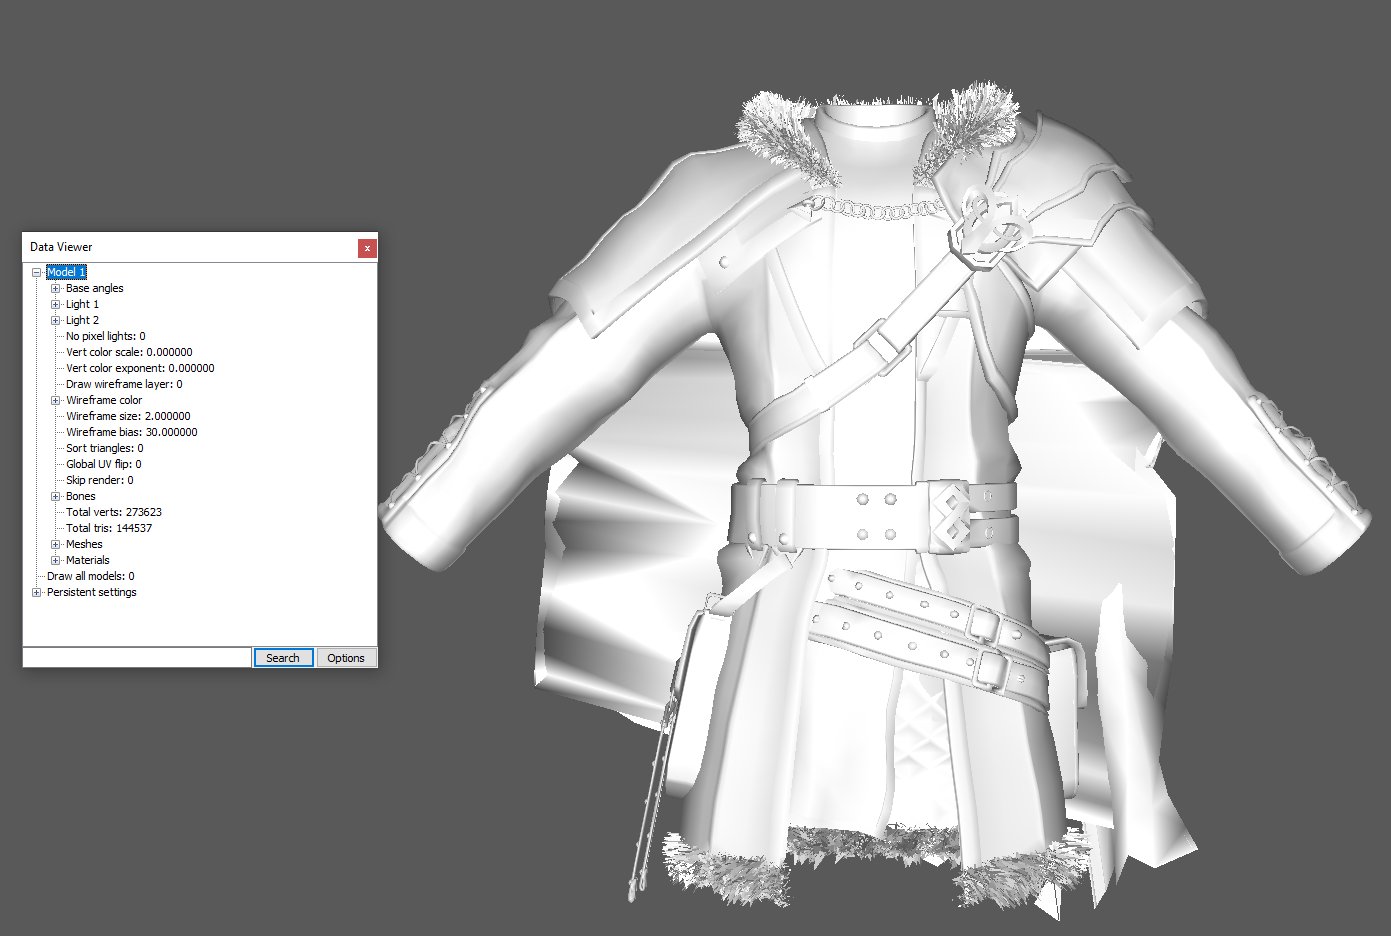 Data Viewer
x
Model 1
Base angles
Light 1
Light 2
No pixel lights: 0
Vert color scale: 0.000000
Vert color exponent: 0.000000
Draw wireframe layer: 0
Wireframe color
Wireframe size: 2.000000
Wireframe bias: 30.000000
Sort triangles: 0
Global UV flip: 0
Skip render: 0
Bones
Total verts: 273623
Total tris: 144537
Meshes
Materials
Draw all models: 0
Persistent settings
Search Options